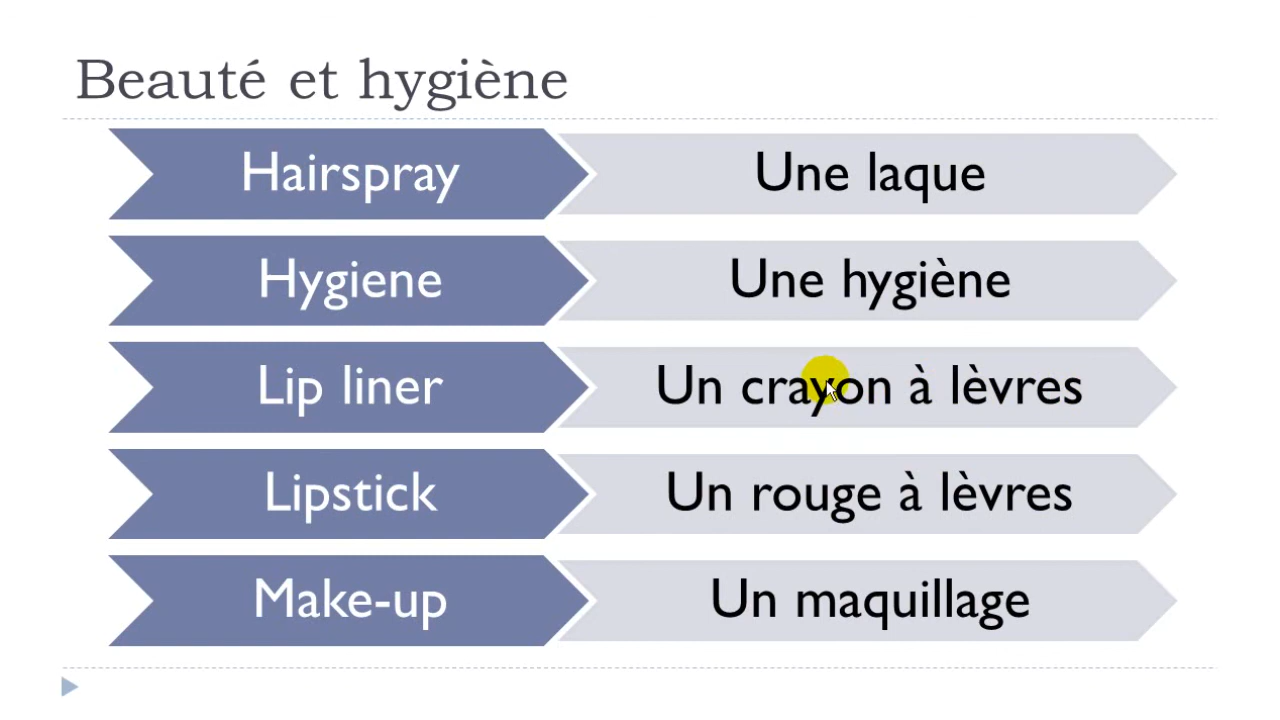 Beauté et hygiène
Hairspray Une laque
Hygiene Une hygiène
Lip liner Un crayon à lèvres
Lipstick Un rouge à lèvres
Make-up Un maquillage